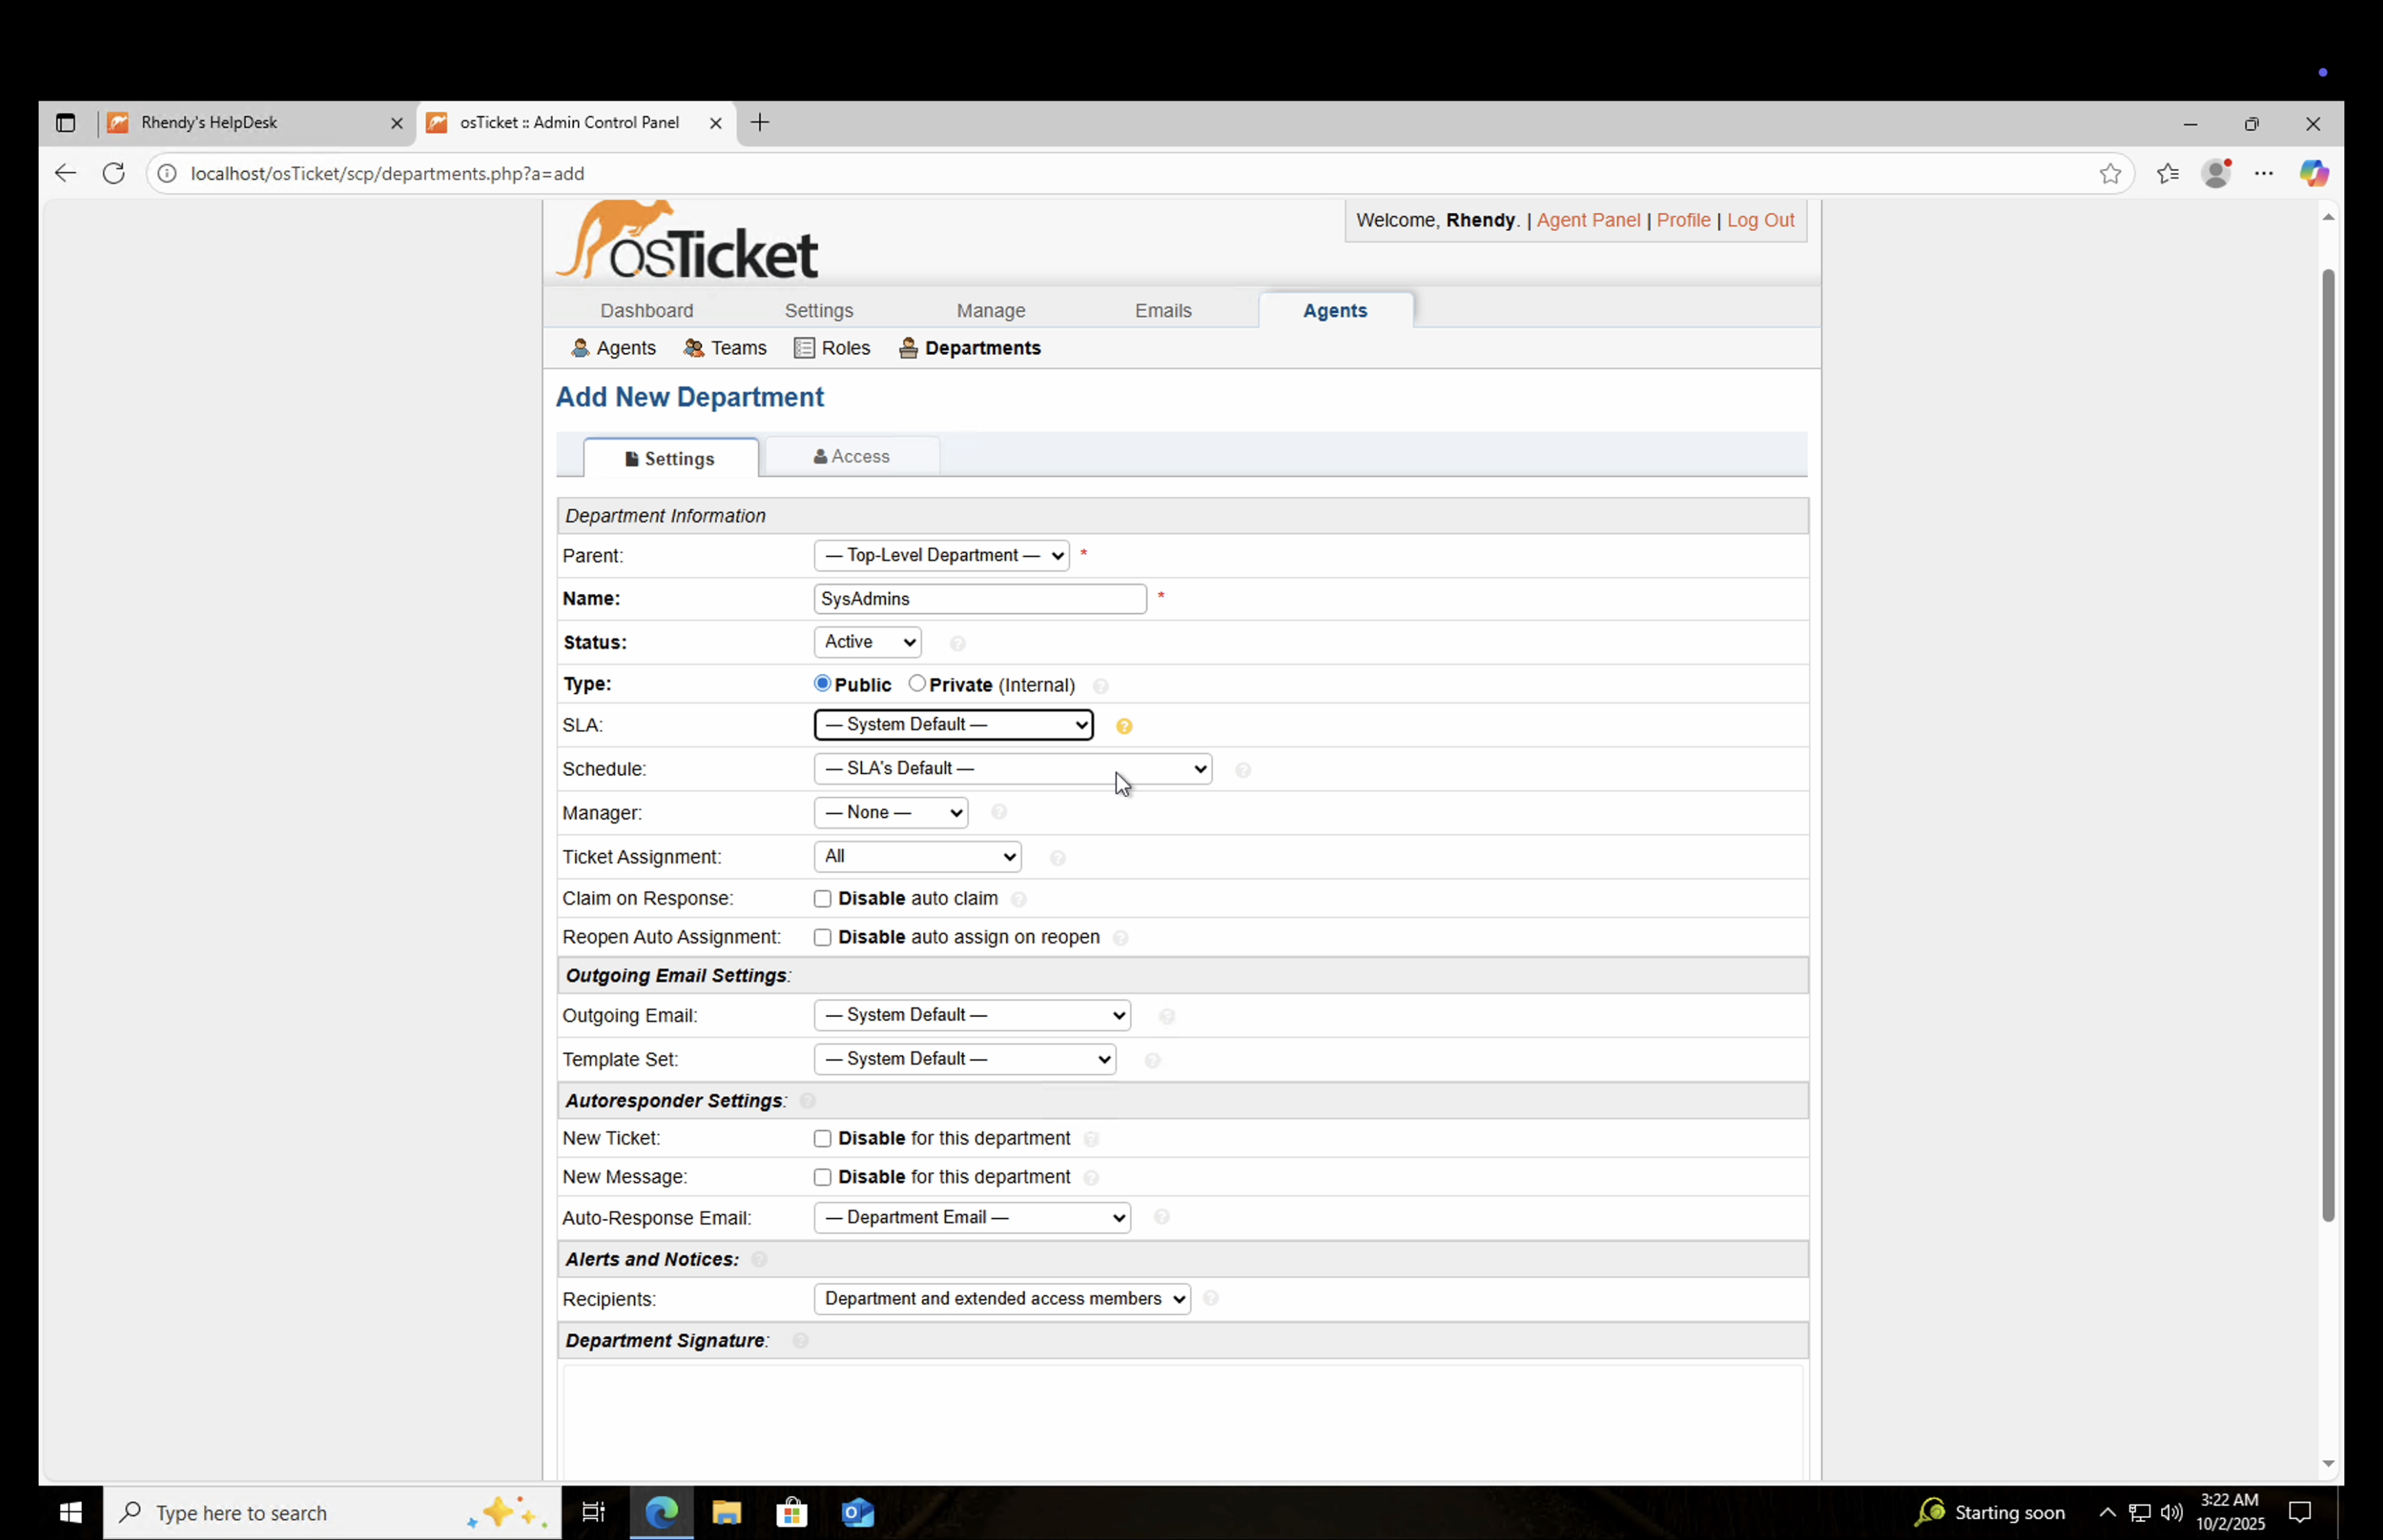 Rhendy's HelpDesk
osTicket :: Admin Control Panel
localhost/osTicket/scp/departments.php?a=add
osTicket
Welcome, Rhendy. | Agent Panel | Profile | Log Out
Dashboard Settings Manage Emails Agents
Agents Teams Roles Departments
Add New Department
Settings Access
Department Information
Parent: — Top-Level Department — *
Name: SysAdmins *
Status: Active ?
Type: Public Private (Internal) ?
SLA: — System Default — ?
Schedule: — SLA's Default — ?
Manager: — None — ?
Ticket Assignment: All ?
Claim on Response: Disable auto claim ?
Reopen Auto Assignment: Disable auto assign on reopen ?
Outgoing Email Settings:
Outgoing Email: — System Default — ?
Template Set: — System Default — ?
Autoresponder Settings: ?
New Ticket: Disable for this department ?
New Message: Disable for this department ?
Auto-Response Email: — Department Email — ?
Alerts and Notices: ?
Recipients: Department and extended access members ?
Department Signature: ?
Type here to search
Starting soon
3:22 AM
10/2/2025